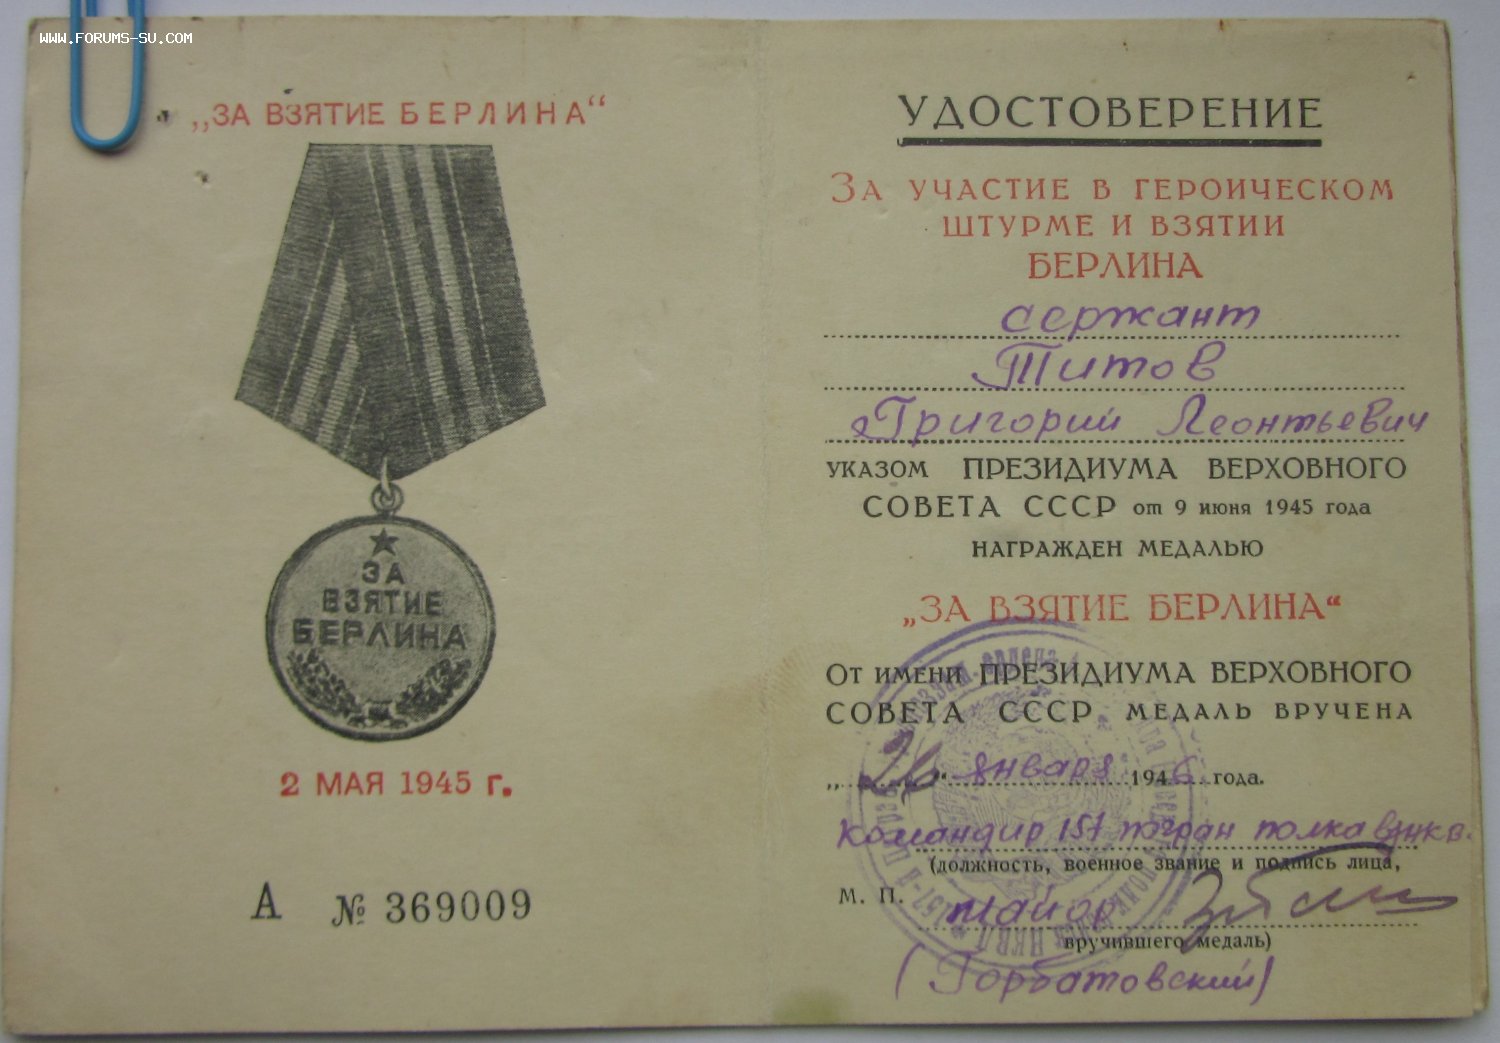 WWW.FORUMS-SU.COM
„ЗА ВЗЯТИЕ БЕРЛИНА“
ЗА
ВЗЯТИЕ
БЕРЛИНА
2 МАЯ 1945 г.
А № 369009
УДОСТОВЕРЕНИЕ
ЗА УЧАСТИЕ В ГЕРОИЧЕСКОМ
ШТУРМЕ И ВЗЯТИИ
БЕРЛИНА
сержант
Титов
Григорий Леонтьевич
УКАЗОМ ПРЕЗИДИУМА ВЕРХОВНОГО
СОВЕТА СССР от 9 июня 1945 года
НАГРАЖДЕН МЕДАЛЬЮ
„ЗА ВЗЯТИЕ БЕРЛИНА“
ОТ ИМЕНИ ПРЕЗИДИУМА ВЕРХОВНОГО
СОВЕТА СССР МЕДАЛЬ ВРУЧЕНА
„26“ января 1946 года.
Командир 157 погран полка в/нкв.
(должность, военное звание и подпись лица,
М. П. майор
вручившего медаль)
(Горбатовский)